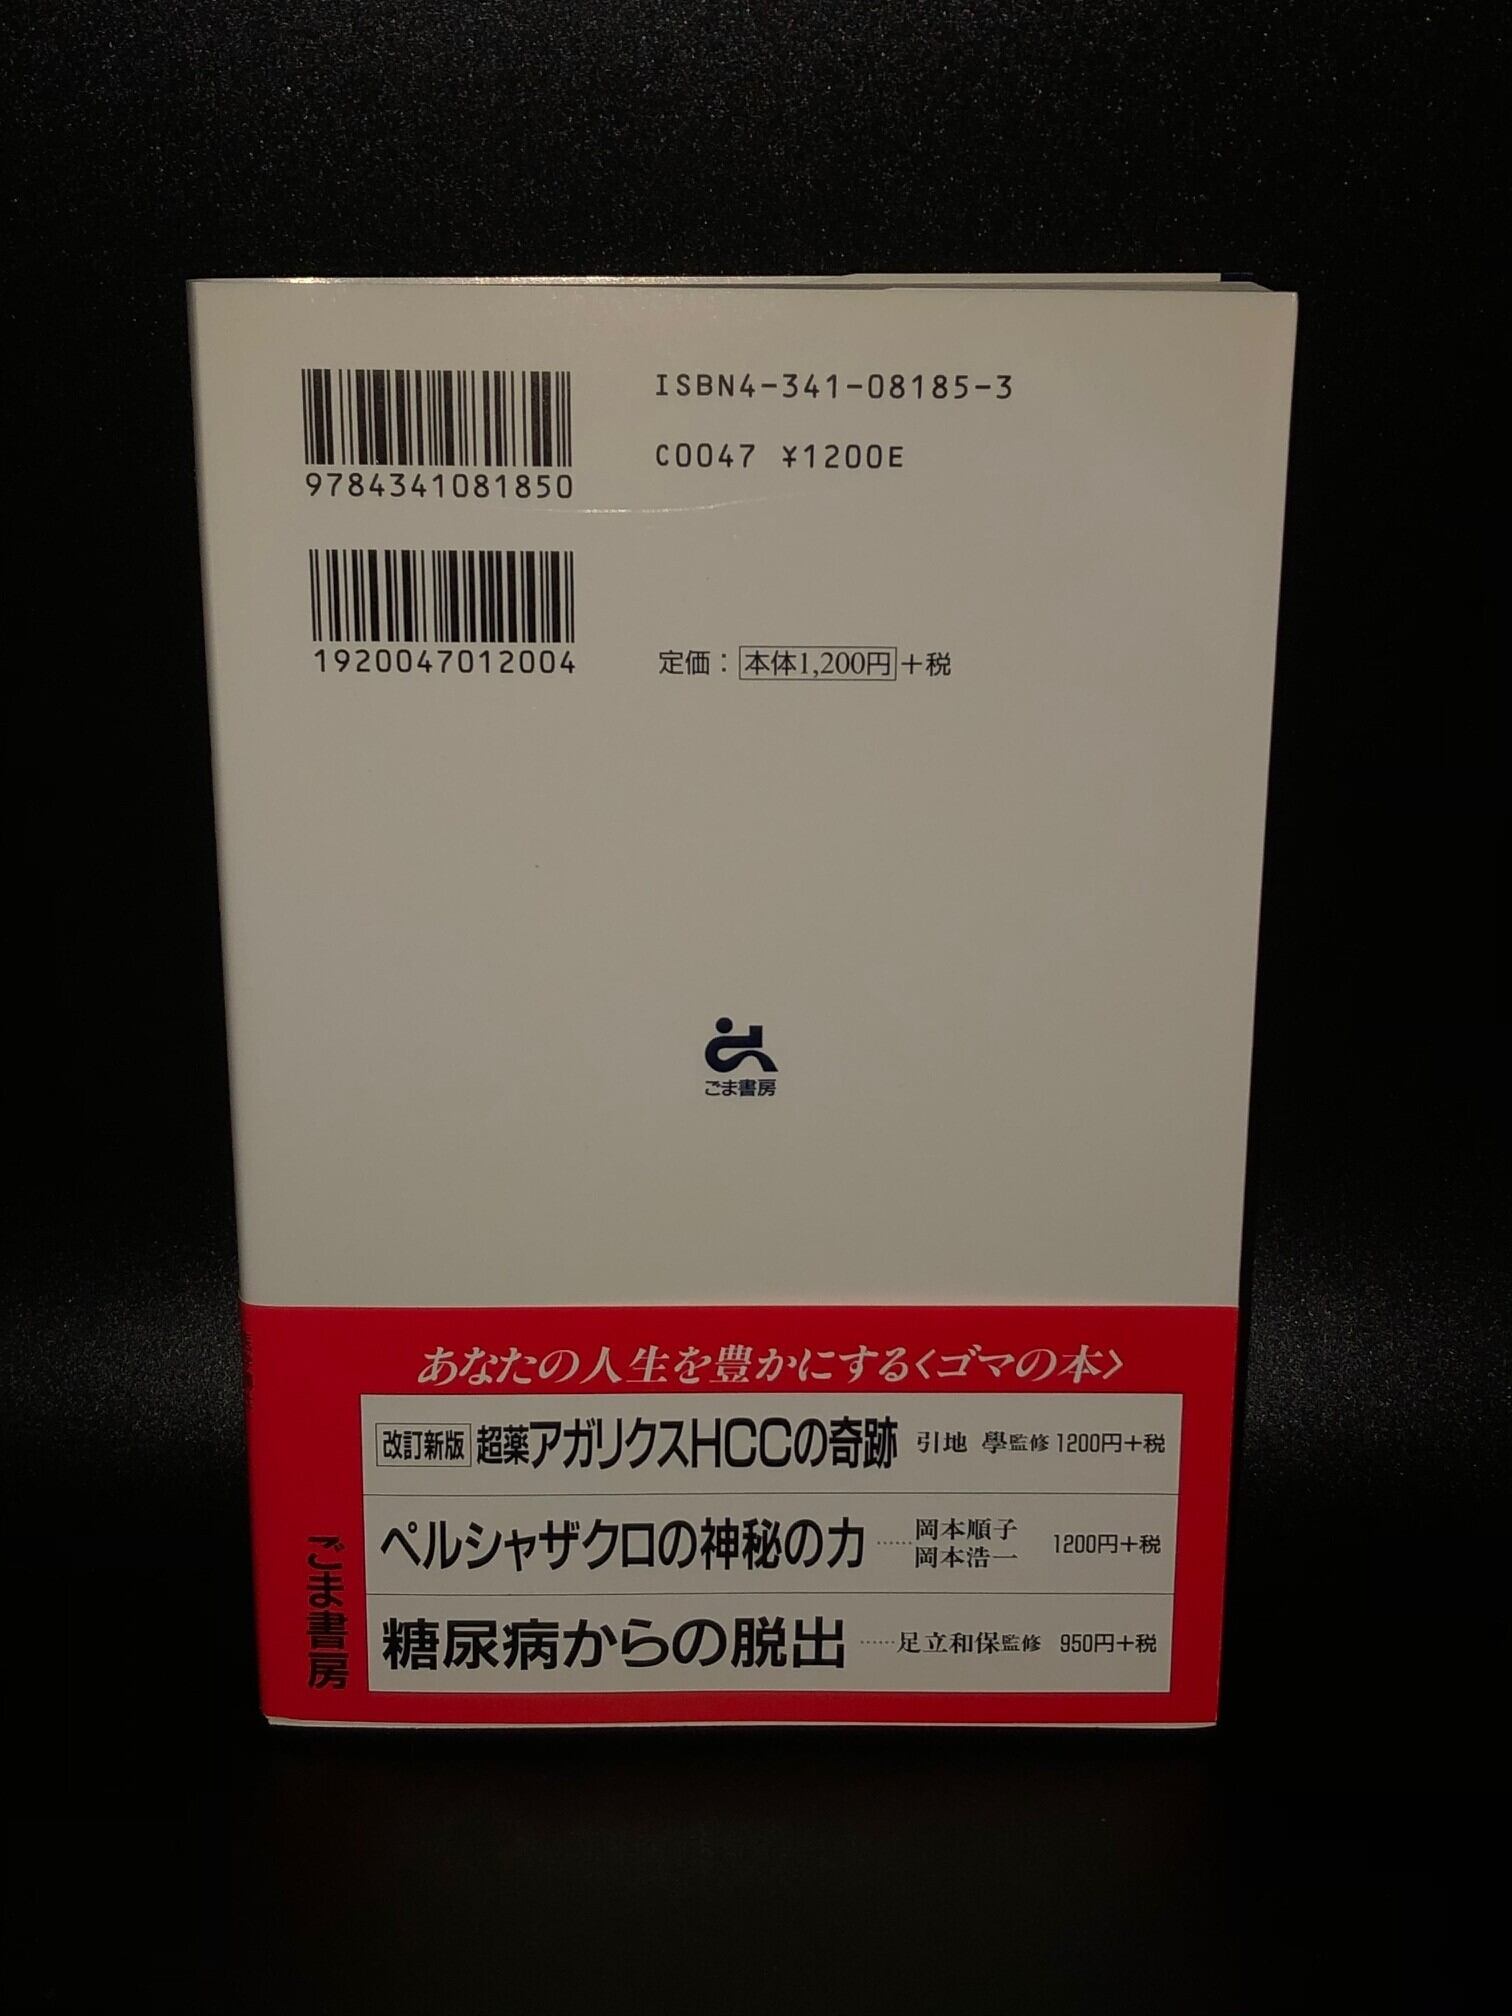 ISBN4-341-08185-3
9784341081850
C0047 ¥1200E
1920047012004
定価：本体1,200円+税
ごま書房
あなたの人生を豊かにする〈ゴマの本〉
改訂新版 超薬アガリクスHCCの奇跡 引地 學監修 1200円+税
ペルシャザクロの神秘の力……岡本順子 岡本浩一 1200円+税
糖尿病からの脱出……足立和保監修 950円+税
ごま書房